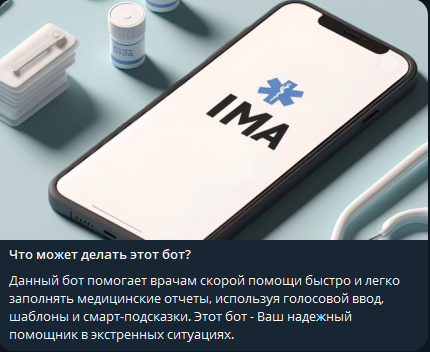 IMA
Что может делать этот бот?
Данный бот помогает врачам скорой помощи быстро и легко
заполнять медицинские отчеты, используя голосовой ввод,
шаблоны и смарт-подсказки. Этот бот - Ваш надежный
помощник в экстренных ситуациях.